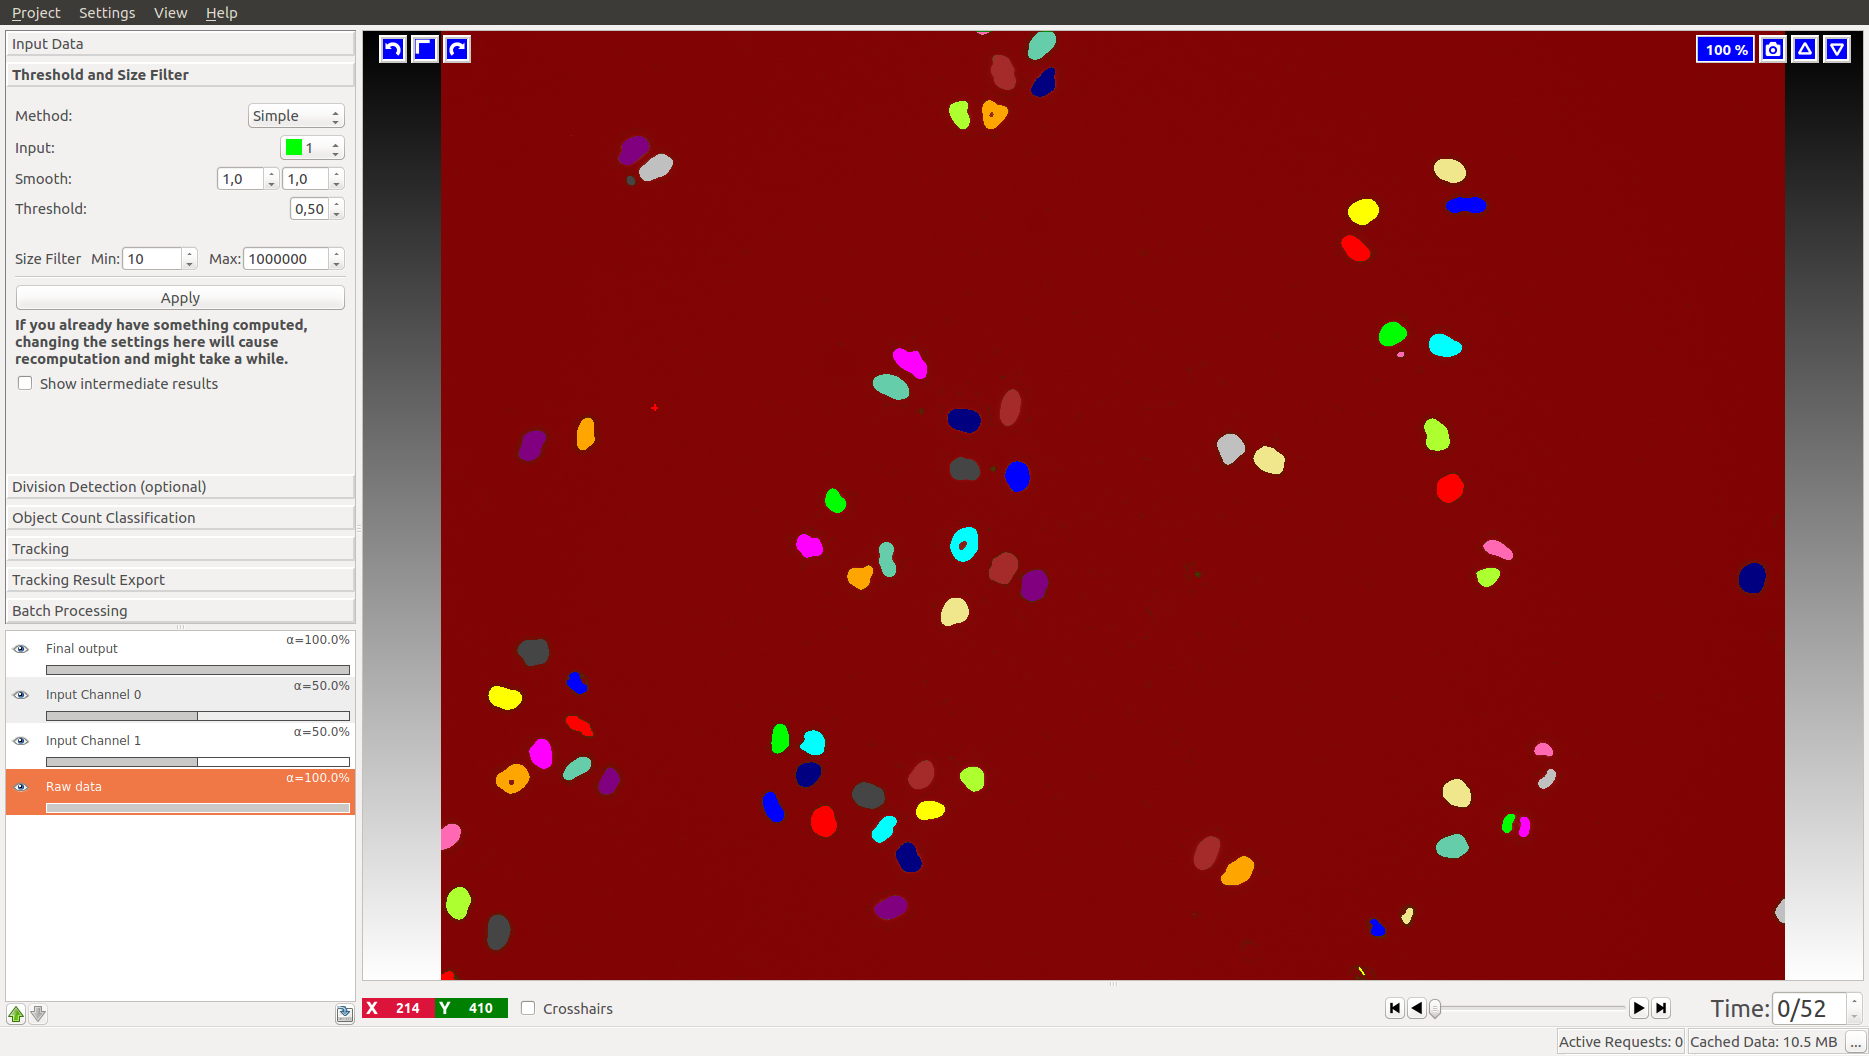 Project Settings View Help
Input Data
Threshold and Size Filter
Method: Simple
Input: 1
Smooth: 1,0 1,0
Threshold: 0,50
Size Filter Min: 10 Max: 1000000
Apply
If you already have something computed,
changing the settings here will cause
recomputation and might take a while.
Show intermediate results
Division Detection (optional)
Object Count Classification
Tracking
Tracking Result Export
Batch Processing
Final output α=100.0%
Input Channel 0 α=50.0%
Input Channel 1 α=50.0%
Raw data α=100.0%
100 %
X 214 Y 410 Crosshairs
Time: 0/52
Active Requests: 0 Cached Data: 10.5 MB ...